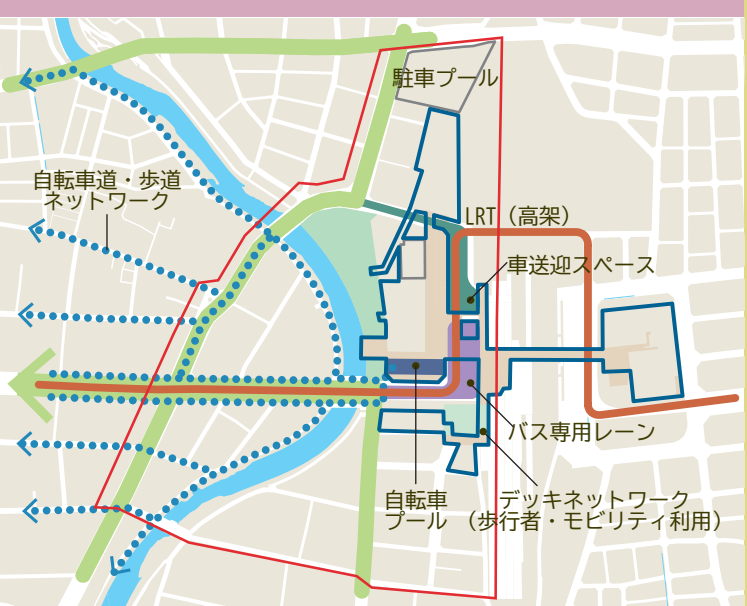 駐車プール
自転車道・歩道
ネットワーク
LRT（高架）
車送迎スペース
バス専用レーン
自転車
プール
デッキネットワーク
（歩行者・モビリティ利用）